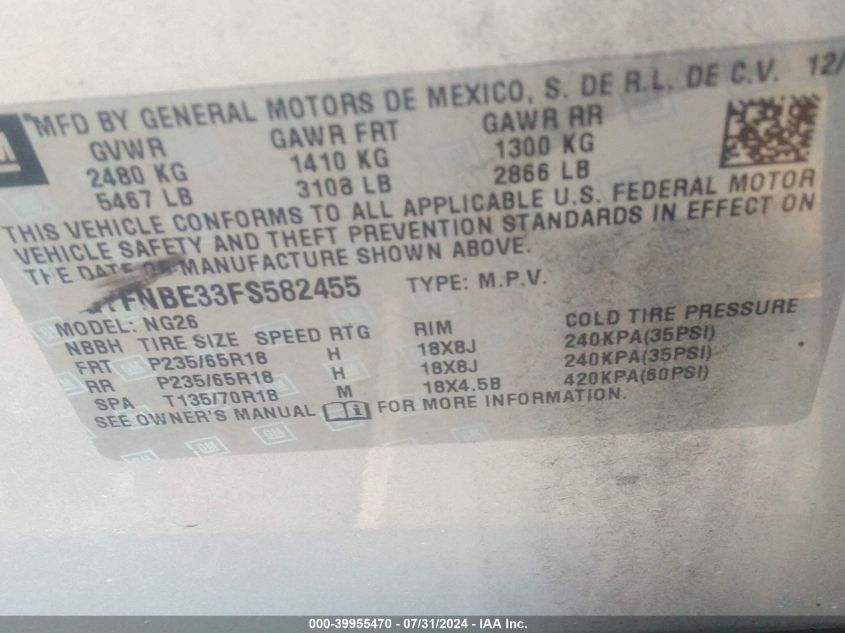 MFD BY GENERAL MOTORS DE MEXICO, S. DE R.L. DE C.V. 12/
GVWR GAWR FRT GAWR RR
2480 KG 1410 KG 1300 KG
5467 LB 3108 LB 2866 LB
THIS VEHICLE CONFORMS TO ALL APPLICABLE U.S. FEDERAL MOTOR
VEHICLE SAFETY AND THEFT PREVENTION STANDARDS IN EFFECT ON
THE DATE OF MANUFACTURE SHOWN ABOVE.
FNBE33FS582455 TYPE: M.P.V.
MODEL: NG26
NBBH TIRE SIZE SPEED RTG RIM COLD TIRE PRESSURE
FRT P235/65R18 H 18X8J 240KPA(35PSI)
RR P235/65R18 H 18X8J 240KPA(35PSI)
SPA T135/70R18 M 18X4.5B 420KPA(60PSI)
SEE OWNER'S MANUAL FOR MORE INFORMATION.
000-39955470 - 07/31/2024 - IAA Inc.